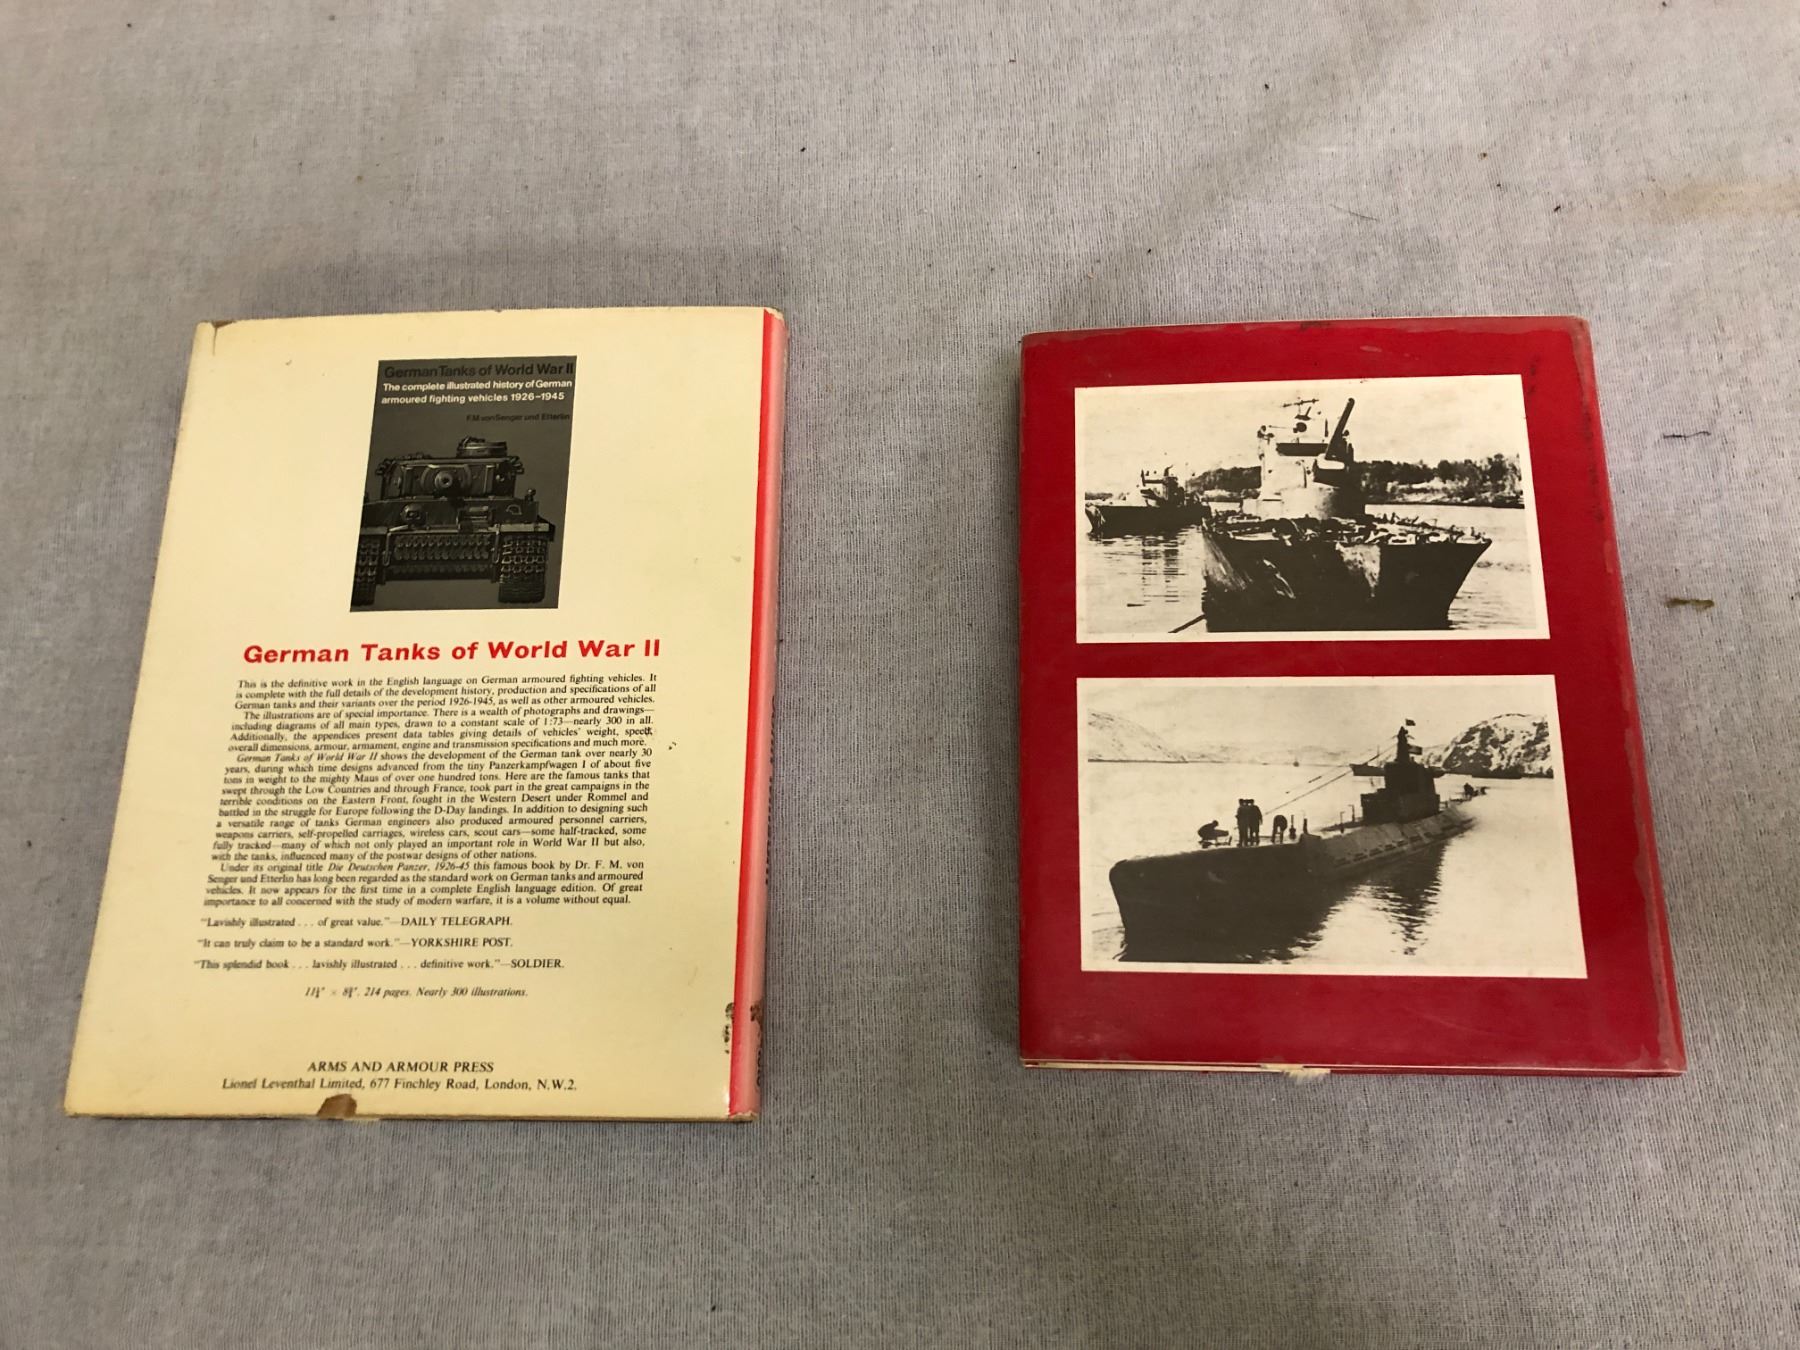 German Tanks of World War II
The complete illustrated history of German
armoured fighting vehicles 1926–1945
F.M. von Senger und Etterlin
German Tanks of World War II
This is the definitive work in the English language on German armoured fighting vehicles. It
is complete with the full details of the development history, production and specifications of all
German tanks and their variants over the period 1926-1945, as well as other armoured vehicles.
The illustrations are of special importance. There is a wealth of photographs and drawings—
including diagrams of all main types, drawn to a constant scale of 1:73—nearly 300 in all.
Additionally, the appendices present data tables giving details of vehicles' weight, speed,
overall dimensions, armour, armament, engine and transmission specifications and much more.
German Tanks of World War II shows the development of the German tank over nearly 30
years, during which time designs advanced from the tiny Panzerkampfwagen I of about five
tons in weight to the mighty Maus of over one hundred tons. Here are the famous tanks that
swept through the Low Countries and through France, took part in the great campaigns in the
terrible conditions on the Eastern Front, fought in the Western Desert under Rommel and
battled in the struggle for Europe following the D-Day landings. In addition to designing such
a versatile range of tanks German engineers also produced armoured personnel carriers,
weapons carriers, self-propelled carriages, wireless cars, scout cars—some half-tracked, some
fully tracked—many of which not only played an important role in World War II but also,
with the tanks, influenced many of the postwar designs of other nations.
Under its original title Die Deutschen Panzer, 1926-45 this famous book by Dr. F. M. von
Senger und Etterlin has long been regarded as the standard work on German tanks and armoured
vehicles. It now appears for the first time in a complete English language edition. Of great
importance to all concerned with the study of modern warfare, it is a volume without equal.
"Lavishly illustrated . . . of great value."—DAILY TELEGRAPH.
"It can truly claim to be a standard work."—YORKSHIRE POST.
"This splendid book . . . lavishly illustrated . . . definitive work."—SOLDIER.
214 pages. Nearly 300 illustrations.
ARMS AND ARMOUR PRESS
Lionel Leventhal Limited, 677 Finchley Road, London, N.W.2.